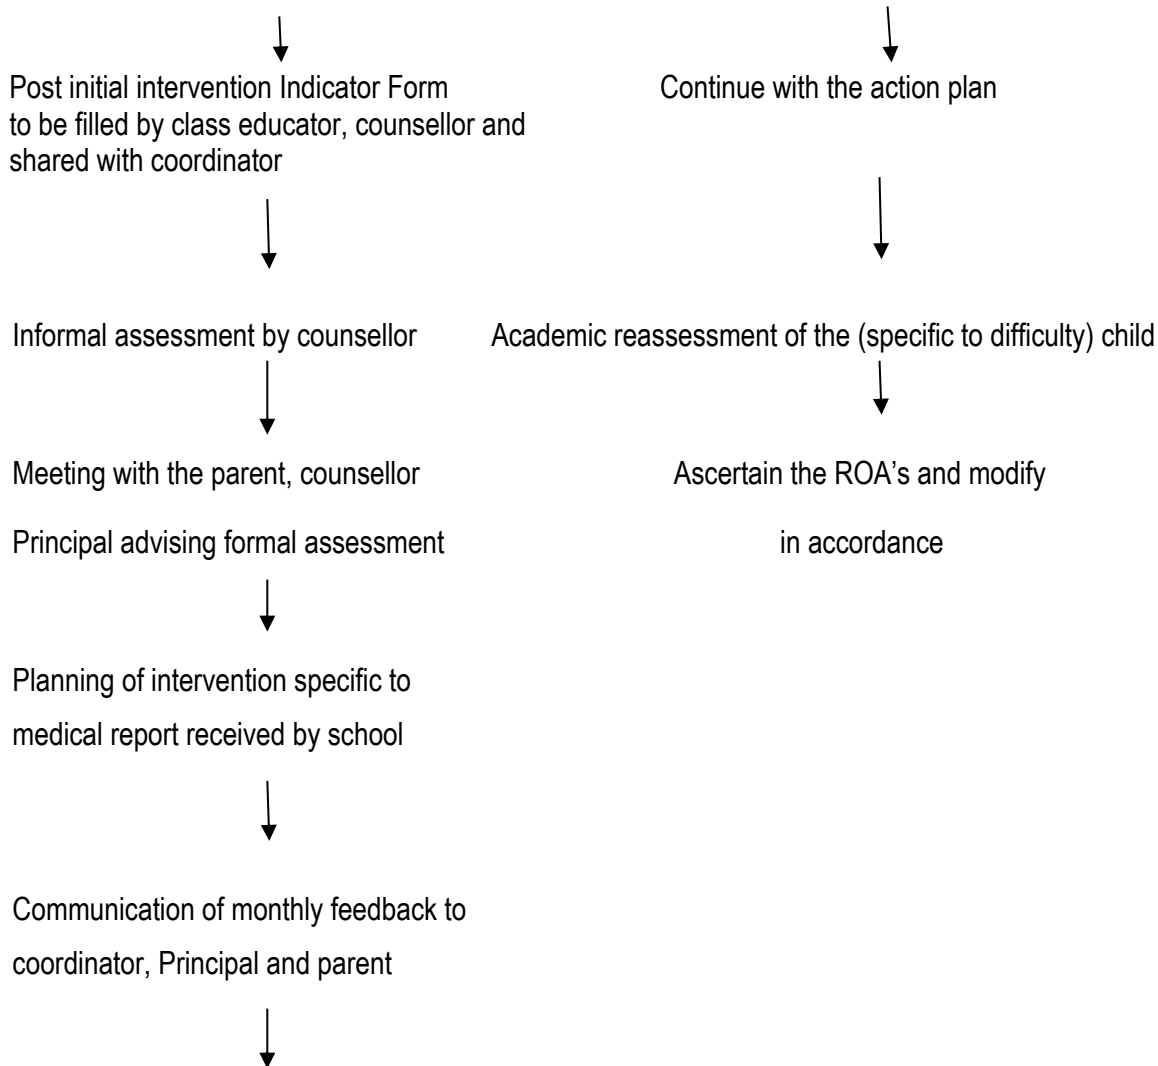 Post initial intervention Indicator Form
to be filled by class educator, counsellor and
shared with coordinator
Continue with the action plan
Informal assessment by counsellor
Academic reassessment of the (specific to difficulty) child
Meeting with the parent, counsellor
Principal advising formal assessment
Ascertain the ROA's and modify
in accordance
Planning of intervention specific to
medical report received by school
Communication of monthly feedback to
coordinator, Principal and parent